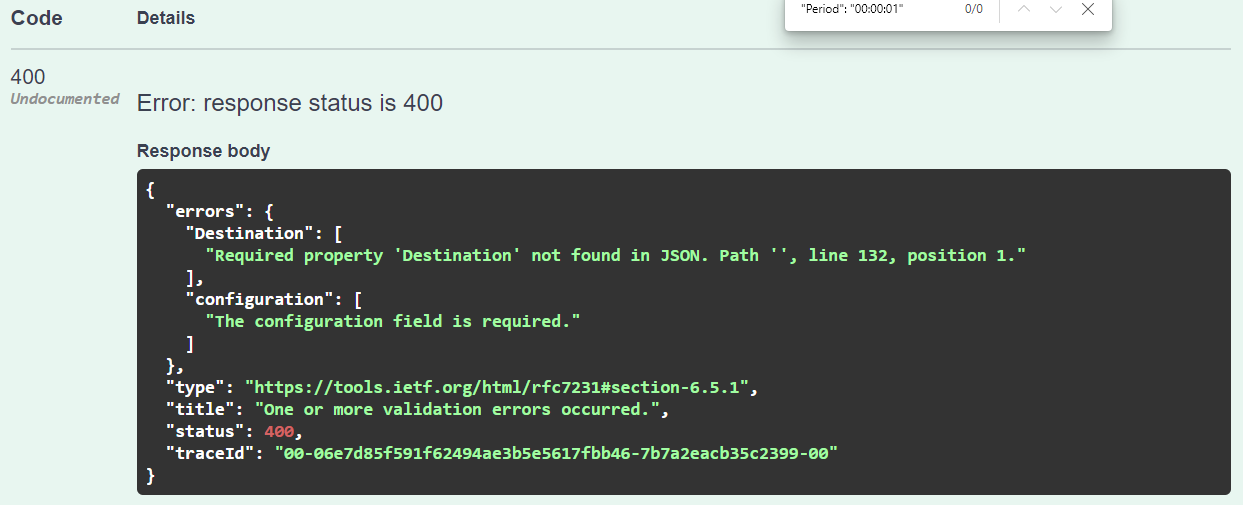 Code Details
"Period": "00:00:01" 0/0
400
Undocumented
Error: response status is 400
Response body
{
"errors": {
"Destination": [
"Required property 'Destination' not found in JSON. Path '', line 132, position 1."
],
"configuration": [
"The configuration field is required."
]
},
"type": "https://tools.ietf.org/html/rfc7231#section-6.5.1",
"title": "One or more validation errors occurred.",
"status": 400,
"traceId": "00-06e7d85f591f62494ae3b5e5617fbb46-7b7a2eacb35c2399-00"
}